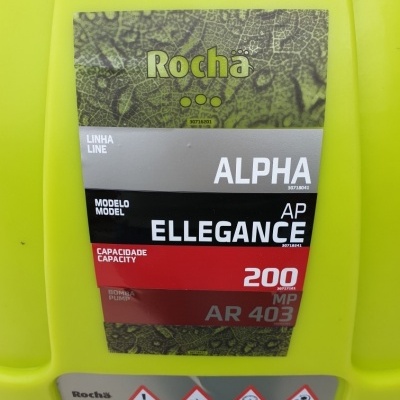 Rocha
LINHA
LINE
ALPHA
MODELO
MODEL
AP
ELLEGANCE
CAPACIDADE
CAPACITY
200
BOMBA
PUMP
MP
AR 403
Rocha